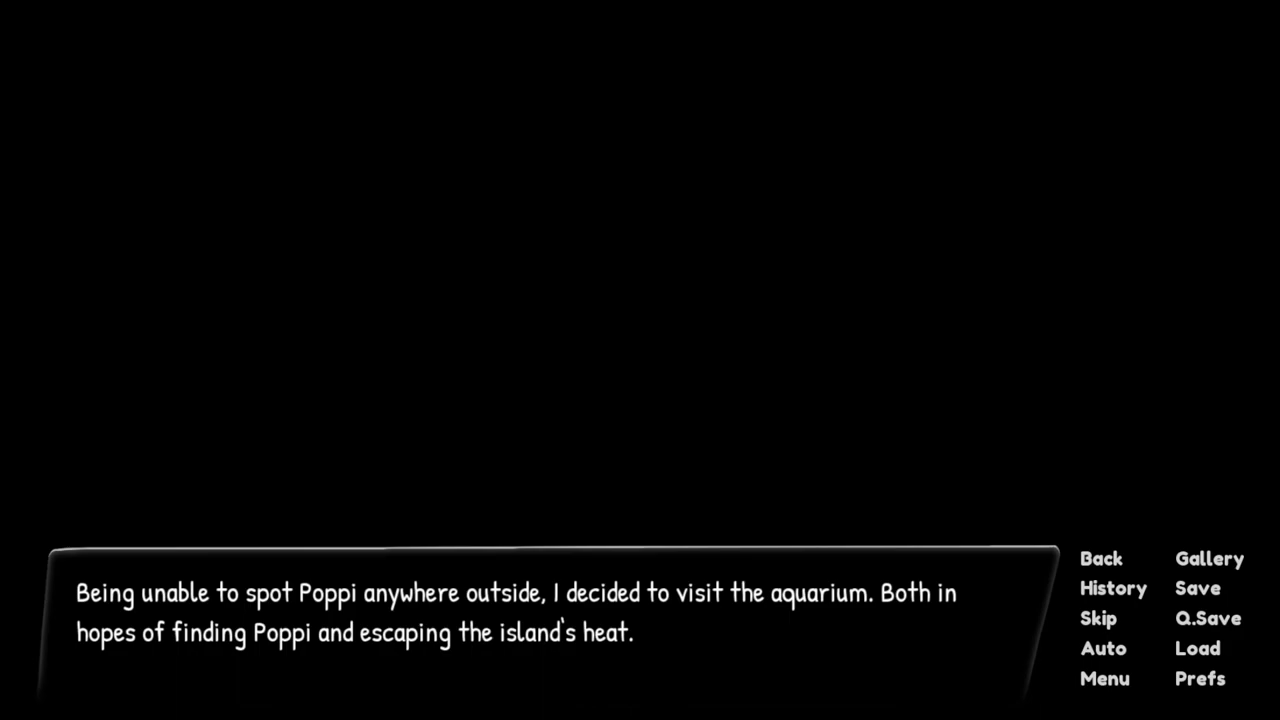 Being unable to spot Poppi anywhere outside, I decided to visit the aquarium. Both in
hopes of finding Poppi and escaping the island's heat.
Back Gallery
History Save
Skip Q.Save
Auto Load
Menu Prefs